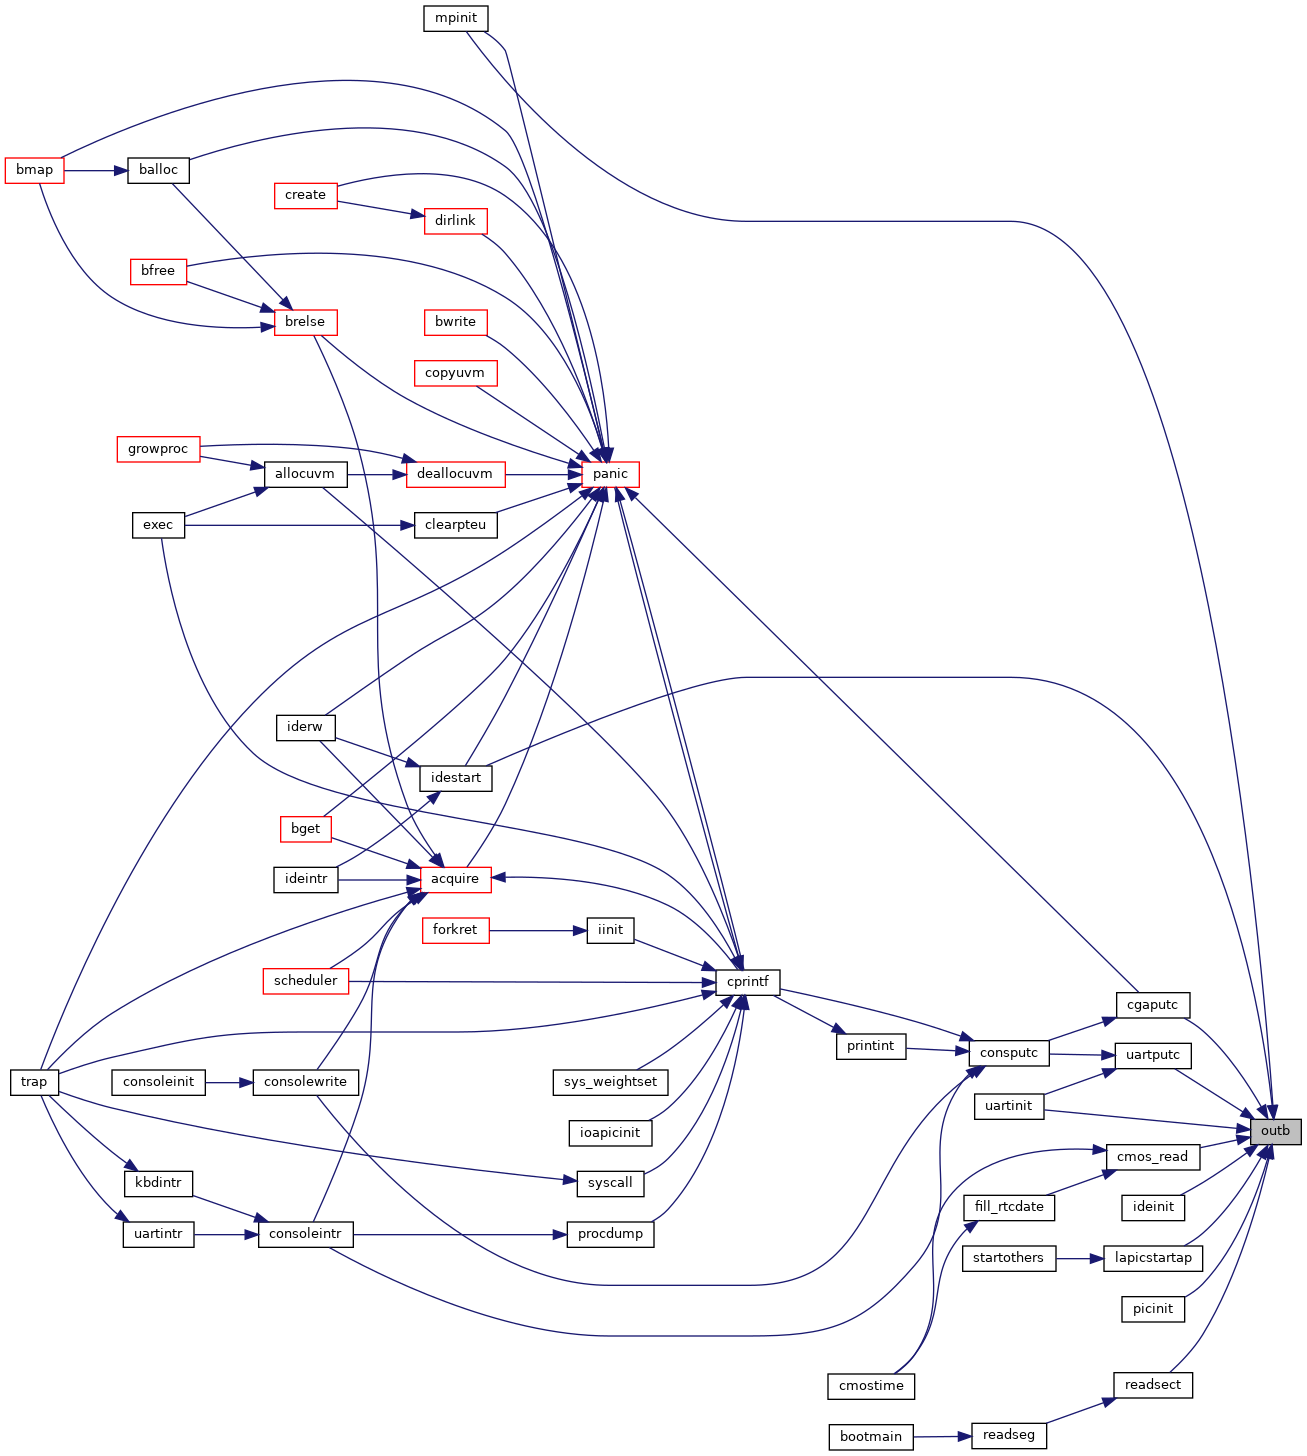 mpinit
bmap
balloc
create
dirlink
bfree
brelse
bwrite
copyuvm
growproc
allocuvm
deallocuvm
panic
exec
clearpteu
iderw
idestart
bget
ideintr
acquire
forkret
iinit
scheduler
cprintf
cgaputc
printint
consputc
uartputc
trap
consoleinit
consolewrite
sys_weightset
uartinit
ioapicinit
outb
cmos_read
kbdintr
syscall
fill_rtcdate
ideinit
uartintr
consoleintr
procdump
startothers
lapicstartap
picinit
cmostime
readsect
bootmain
readseg